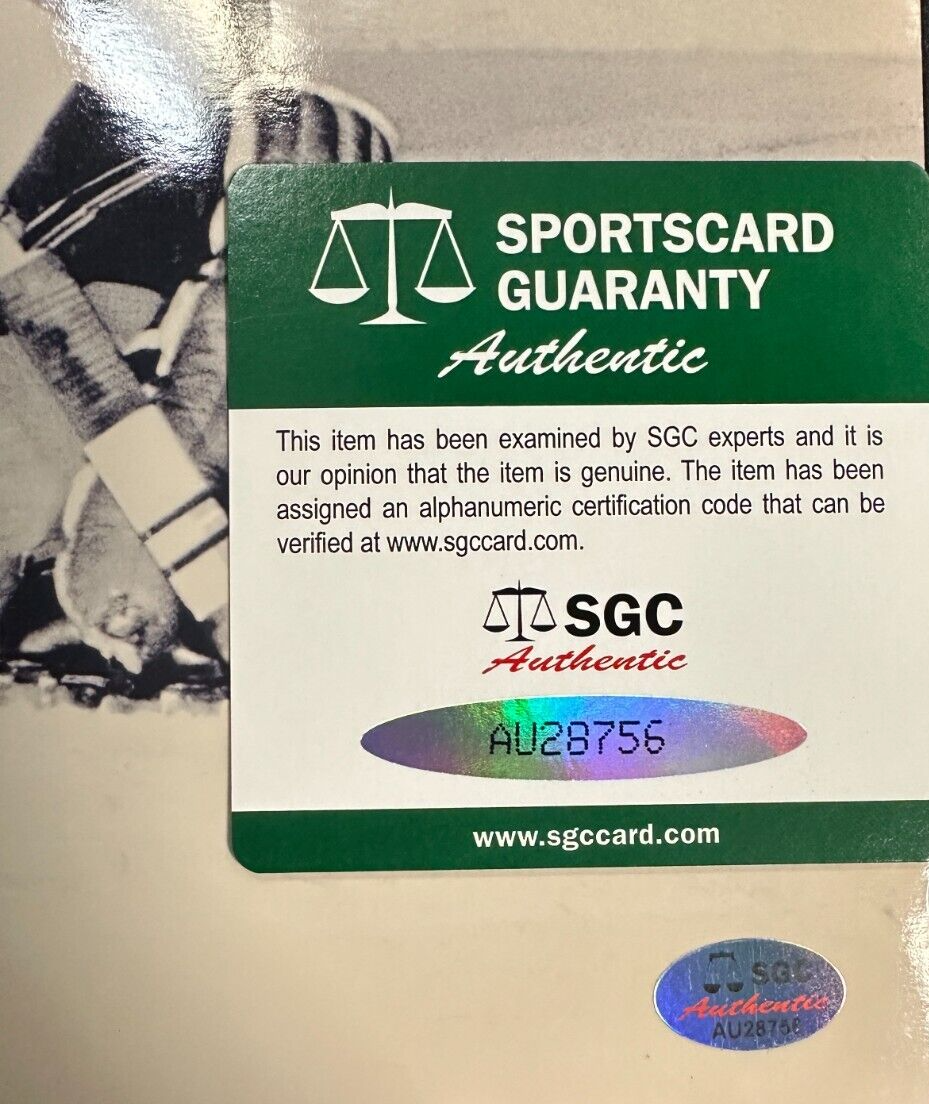 SPORTSCARD
GUARANTY
Authentic
This item has been examined by SGC experts and it is
our opinion that the item is genuine. The item has been
assigned an alphanumeric certification code that can be
verified at www.sgccard.com.
SGC
Authentic
AU28756
www.sgccard.com
SGC
Authentic
AU28756